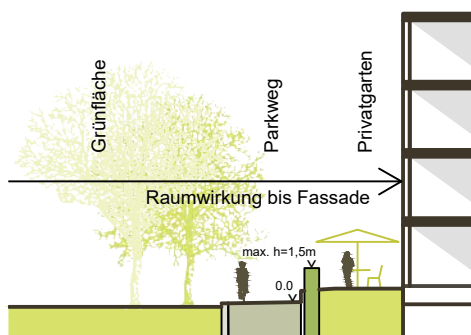 Grünfläche
Parkweg
Privatgarten
Raumwirkung bis Fassade
max. h=1,5m
0.0